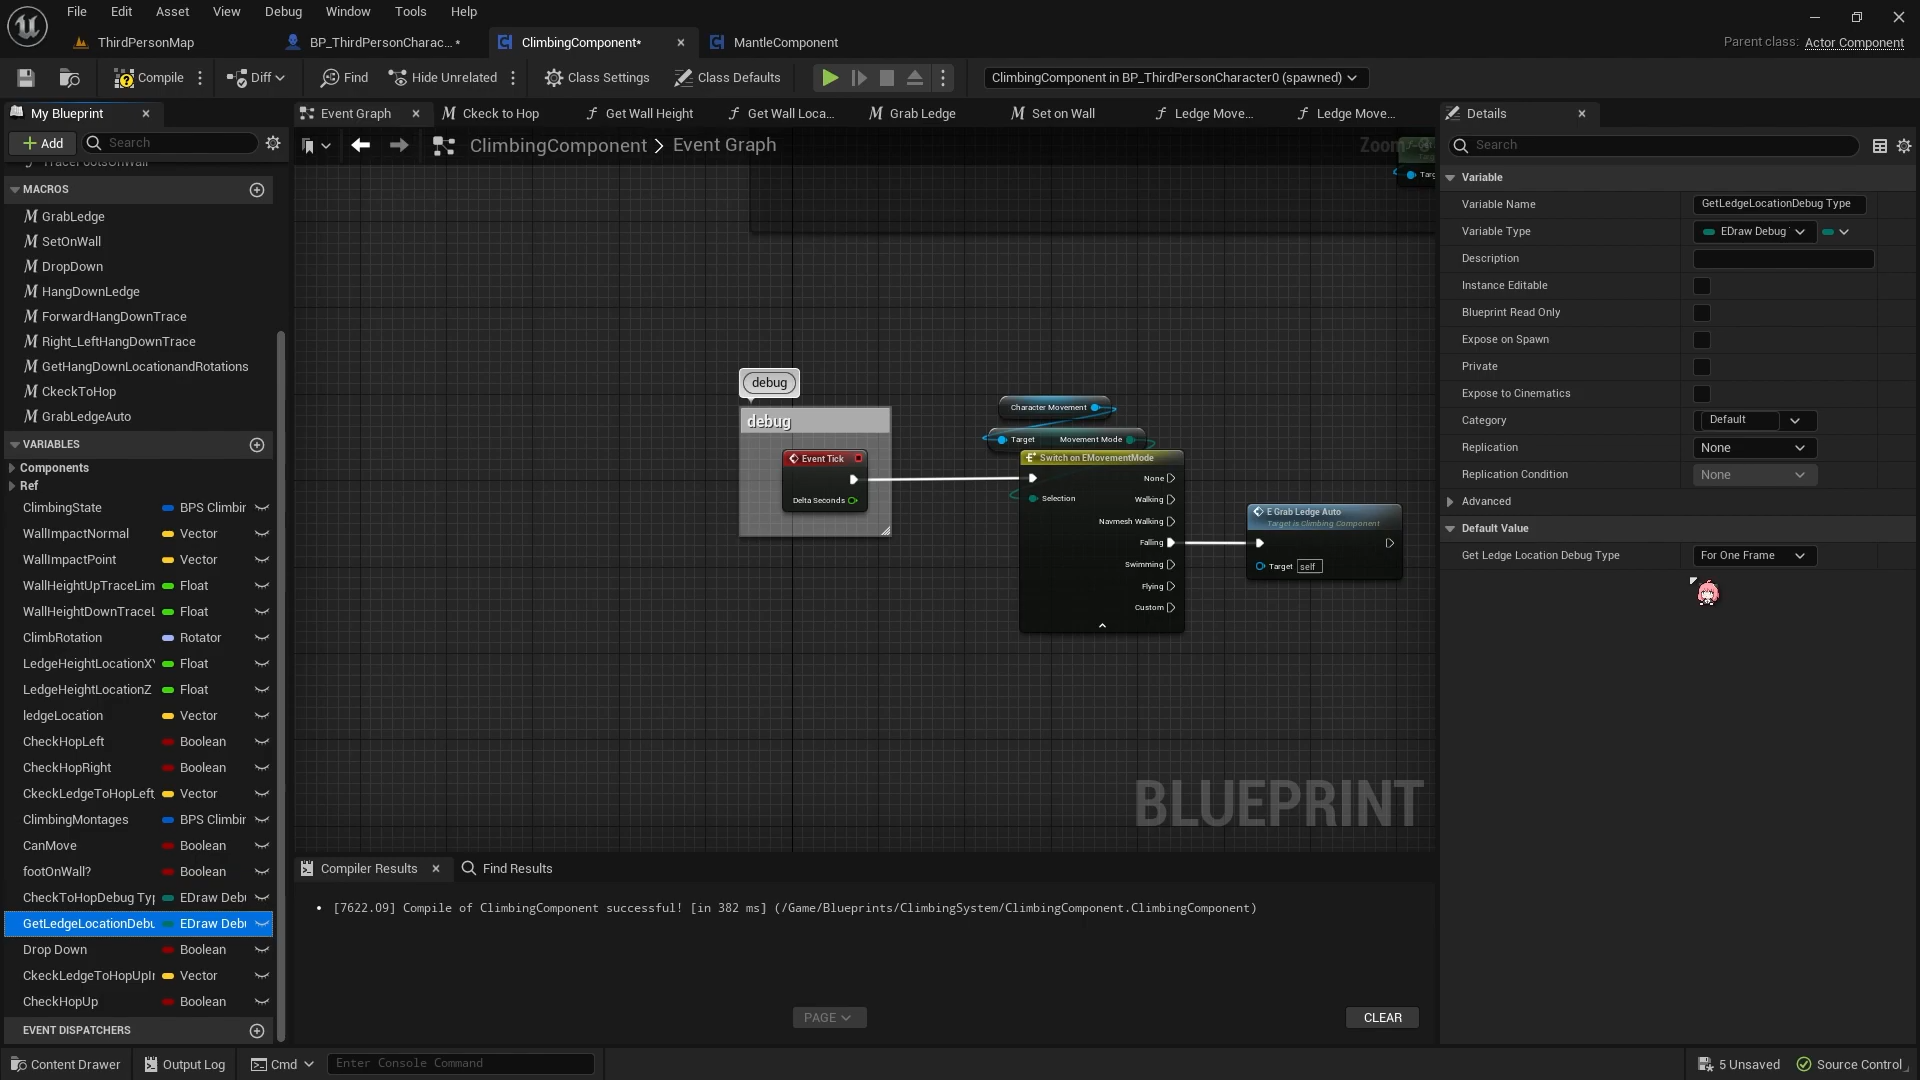 File Edit Asset View Debug Window Tools Help
ThirdPersonMap BP_ThirdPersonCharac... * ClimbingComponent* MantleComponent
Parent class: Actor Component
Compile Diff Find Hide Unrelated Class Settings Class Defaults ClimbingComponent in BP_ThirdPersonCharacter0 (spawned)
My Blueprint
Event Graph Ckeck to Hop Get Wall Height Get Wall Loca... Grab Ledge Set on Wall Ledge Move... Ledge Move...
Details
Add Search
ClimbingComponent > Event Graph
Search
TraceFootsOnWall
MACROS
GrabLedge
SetOnWall
DropDown
HangDownLedge
ForwardHangDownTrace
Right_LeftHangDownTrace
GetHangDownLocationandRotations
CkeckToHop
GrabLedgeAuto
VARIABLES
Components
Ref
ClimbingState BPS Climbir
WallImpactNormal Vector
WallImpactPoint Vector
WallHeightUpTraceLim Float
WallHeightDownTraceL Float
ClimbRotation Rotator
LedgeHeightLocationXY Float
LedgeHeightLocationZ Float
ledgeLocation Vector
CheckHopLeft Boolean
CheckHopRight Boolean
CkeckLedgeToHopLeft Vector
ClimbingMontages BPS Climbir
CanMove Boolean
footOnWall? Boolean
CheckToHopDebug Typ EDraw Debu
GetLedgeLocationDebu EDraw Debu
Drop Down Boolean
CkeckLedgeToHopUpIn Vector
CheckHopUp Boolean
EVENT DISPATCHERS
debug
debug
Event Tick
Delta Seconds
Character Movement
Target Movement Mode
Switch on EMovementMode
None
Selection Walking
Navmesh Walking
Falling
Swimming
Flying
Custom
E Grab Ledge Auto
Target is Climbing Component
Target self
BLUEPRINT
Variable
Variable Name GetLedgeLocationDebug Type
Variable Type EDraw Debug
Description
Instance Editable
Blueprint Read Only
Expose on Spawn
Private
Expose to Cinematics
Category Default
Replication None
Replication Condition None
Advanced
Default Value
Get Ledge Location Debug Type For One Frame
Compiler Results Find Results
[7622.09] Compile of ClimbingComponent successful! [in 382 ms] (/Game/Blueprints/ClimbingSystem/ClimbingComponent.ClimbingComponent)
PAGE CLEAR
Content Drawer Output Log Cmd Enter Console Command 5 Unsaved Source Control